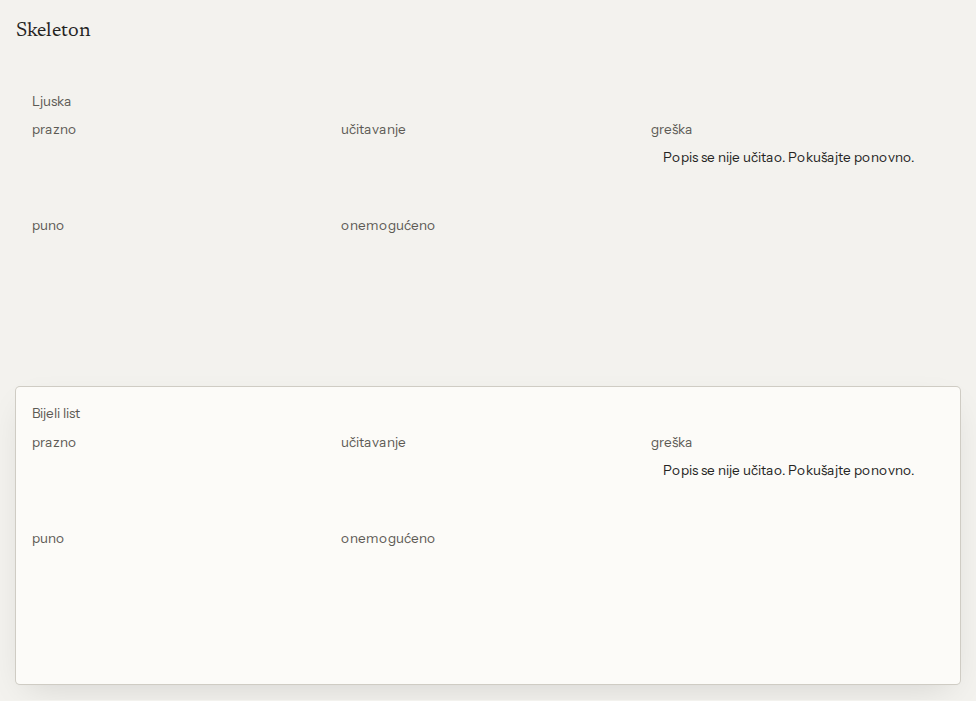 Skeleton
Ljuska
prazno učitavanje greška
Popis se nije učitao. Pokušajte ponovno.
puno onemogućeno
Bijeli list
prazno učitavanje greška
Popis se nije učitao. Pokušajte ponovno.
puno onemogućeno